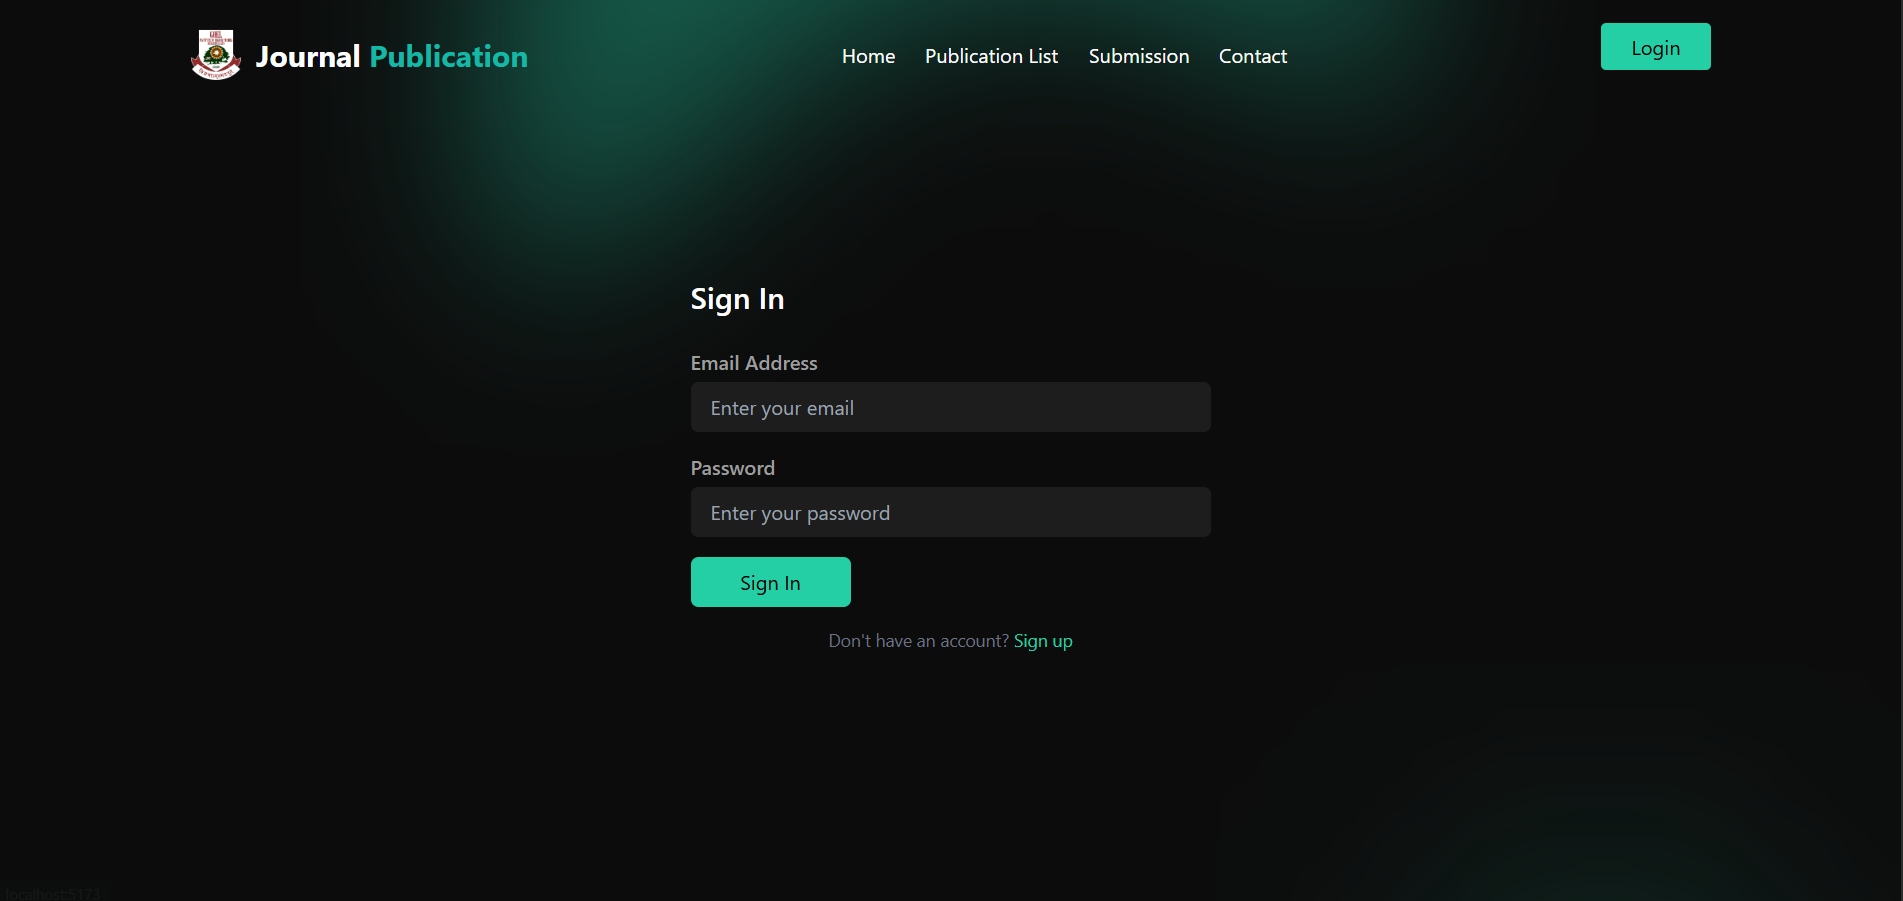 Journal Publication
Home Publication List Submission Contact
Login
Sign In
Email Address
Enter your email
Password
Enter your password
Sign In
Don't have an account? Sign up
localhost:5173